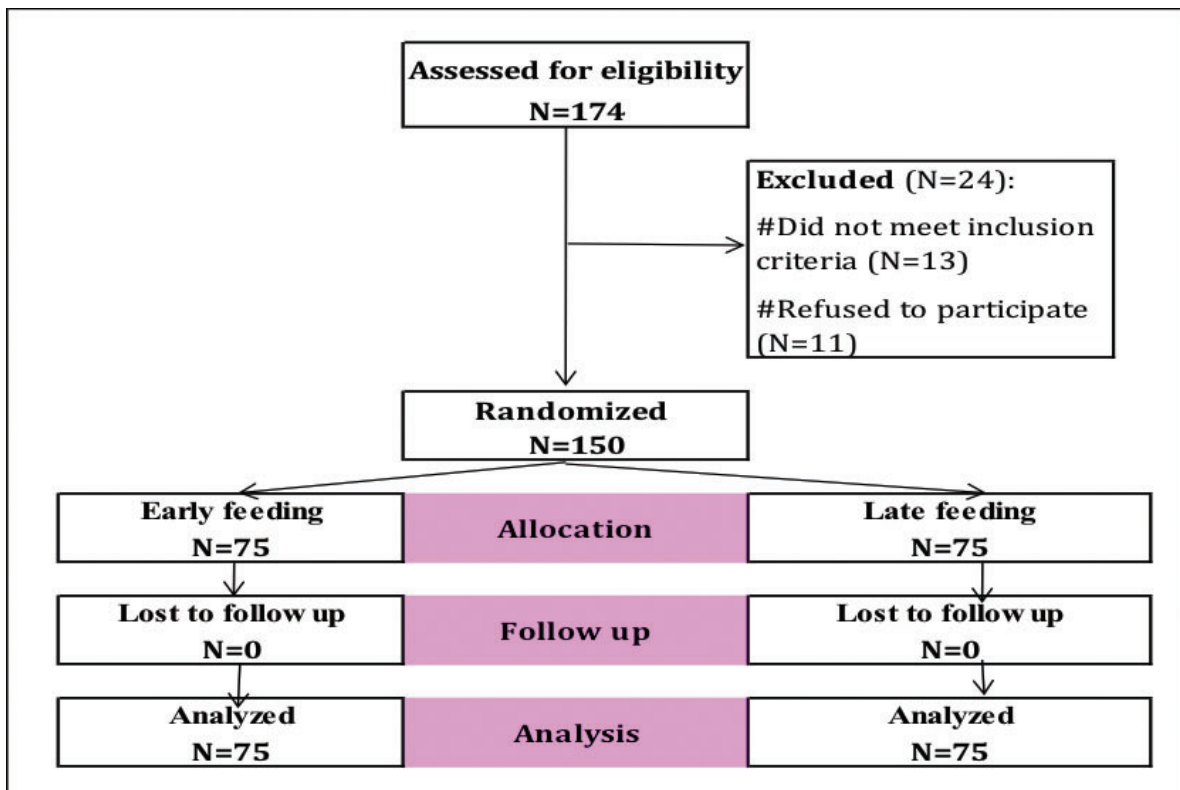 Assessed for eligibility
N=174
Excluded (N=24):
#Did not meet inclusion
criteria (N=13)
#Refused to participate
(N=11)
Randomized
N=150
Early feeding
N=75
Allocation
Late feeding
N=75
Lost to follow up
N=0
Follow up
Lost to follow up
N=0
Analyzed
N=75
Analysis
Analyzed
N=75